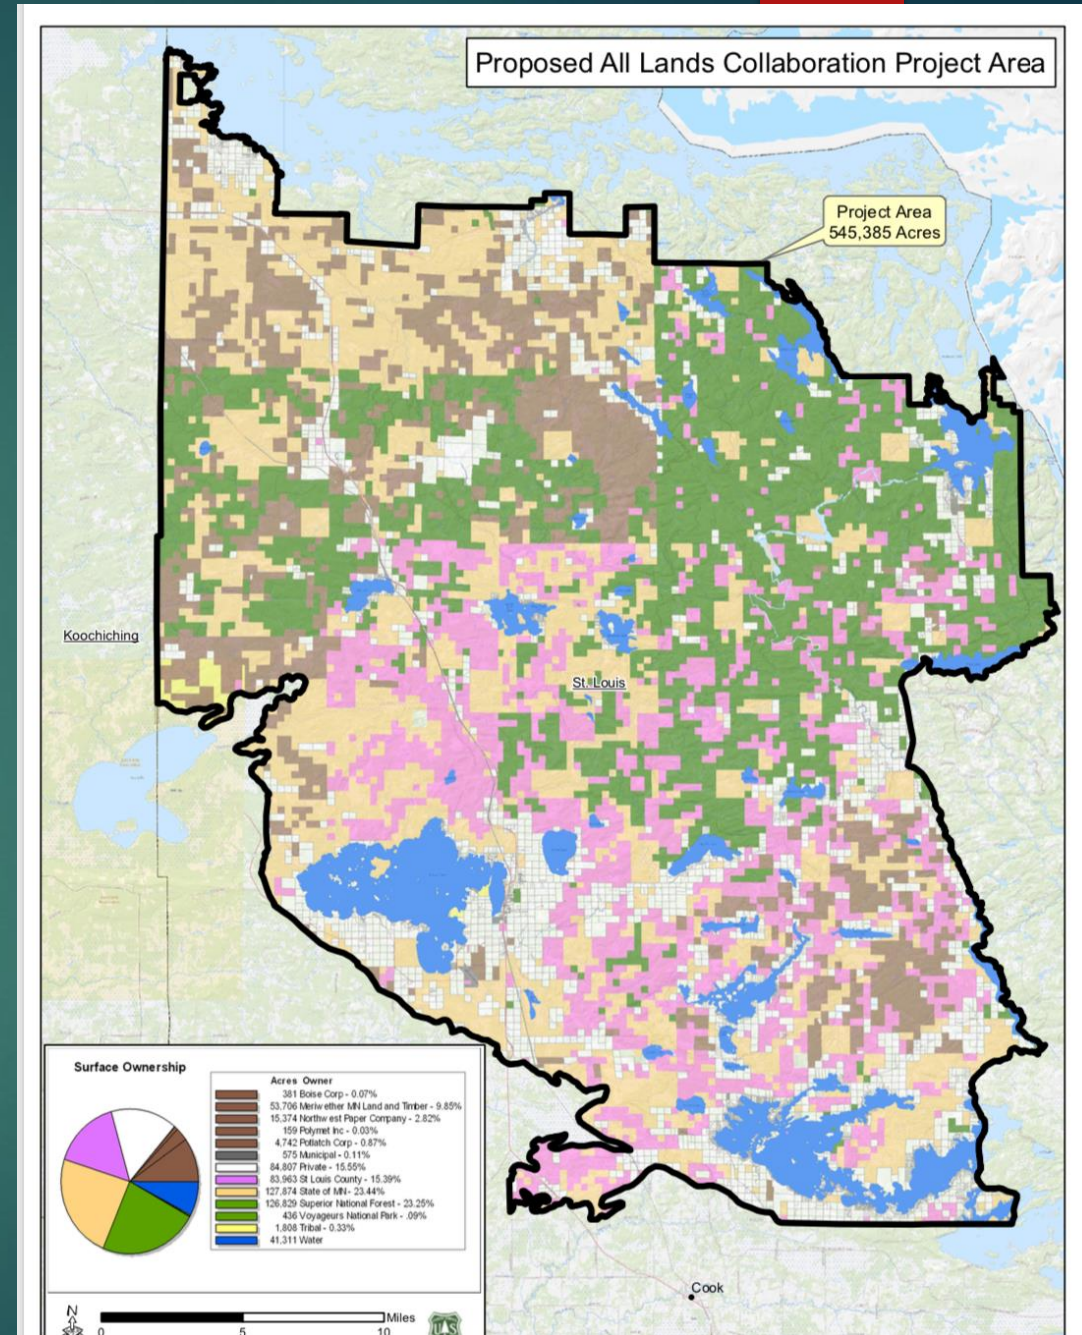 Proposed All Lands Collaboration Project Area
Project Area
545,385 Acres
Koochiching
St. Louis
Surface Ownership
Acres Owner
381 Boise Corp - 0.07%
53,706 Meriwether MN Land and Timber - 9.85%
15,374 Northwest Paper Company - 2.82%
159 Polymet Inc - 0.03%
4,742 Potlatch Corp - 0.87%
575 Municipal - 0.11%
84,807 Private - 15.55%
83,963 St Louis County - 15.39%
127,874 State of MN - 23.44%
126,829 Superior National Forest - 23.25%
436 Voyageurs National Park - .09%
1,808 Tribal - 0.33%
41,311 Water
Cook
N
Miles
0 5 10
U S